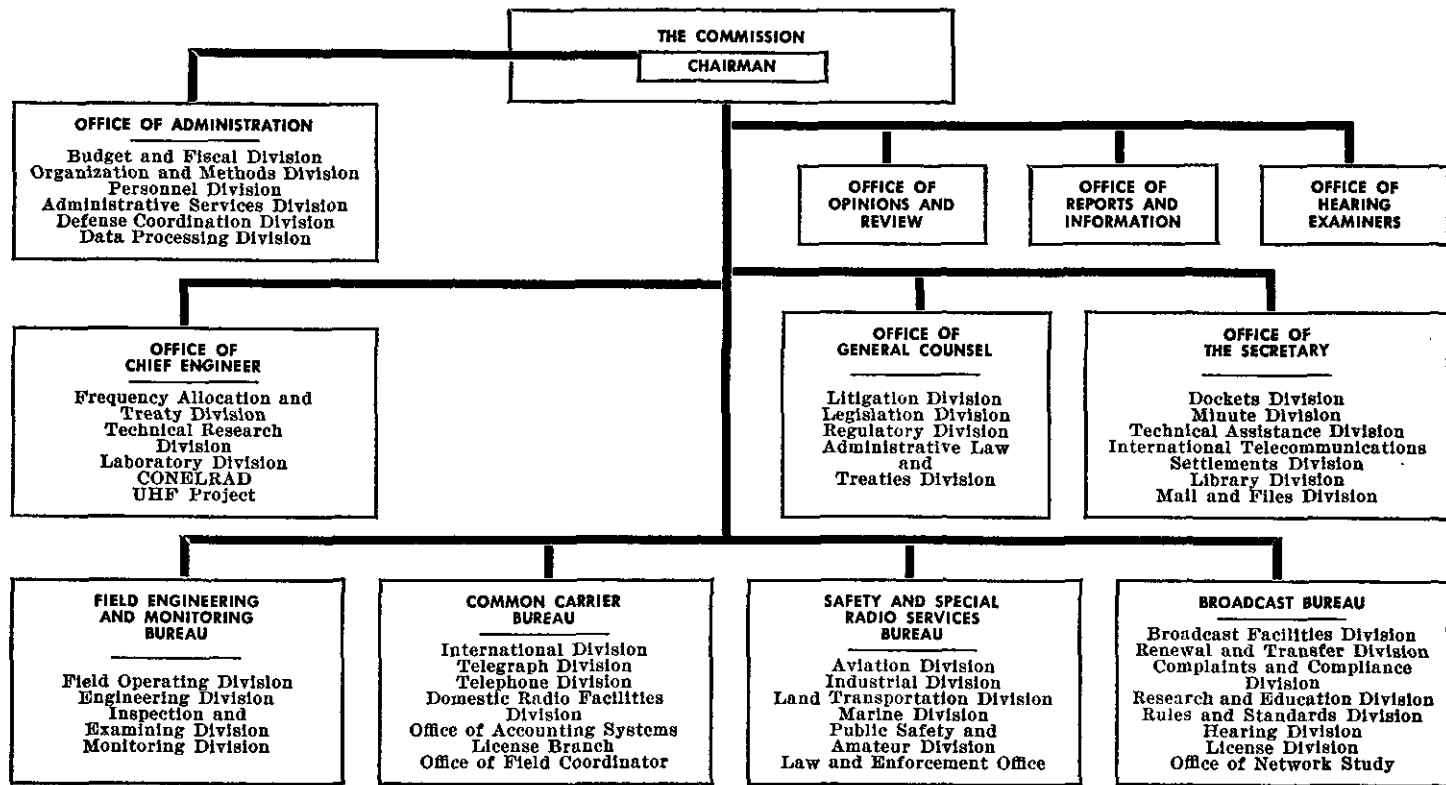 THE COMMISSION
CHAIRMAN
OFFICE OF ADMINISTRATION
Budget and Fiscal Division
Organization and Methods Division
Personnel Division
Administrative Services Division
Defense Coordination Division
Data Processing Division
OFFICE OF
OPINIONS AND
REVIEW
OFFICE OF
REPORTS AND
INFORMATION
OFFICE OF
HEARING
EXAMINERS
OFFICE OF
CHIEF ENGINEER
Frequency Allocation and
Treaty Division
Technical Research
Division
Laboratory Division
CONELRAD
UHF Project
OFFICE OF
GENERAL COUNSEL
Litigation Division
Legislation Division
Regulatory Division
Administrative Law
and
Treaties Division
OFFICE OF
THE SECRETARY
Dockets Division
Minute Division
Technical Assistance Division
International Telecommunications
Settlements Division
Library Division
Mail and Files Division
FIELD ENGINEERING
AND MONITORING
BUREAU
Field Operating Division
Engineering Division
Inspection and
Examining Division
Monitoring Division
COMMON CARRIER
BUREAU
International Division
Telegraph Division
Telephone Division
Domestic Radio Facilities
Division
Office of Accounting Systems
License Branch
Office of Field Coordinator
SAFETY AND SPECIAL
RADIO SERVICES
BUREAU
Aviation Division
Industrial Division
Land Transportation Division
Marine Division
Public Safety and
Amateur Division
Law and Enforcement Office
BROADCAST BUREAU
Broadcast Facilities Division
Renewal and Transfer Division
Complaints and Compliance
Division
Research and Education Division
Rules and Standards Division
Hearing Division
License Division
Office of Network Study